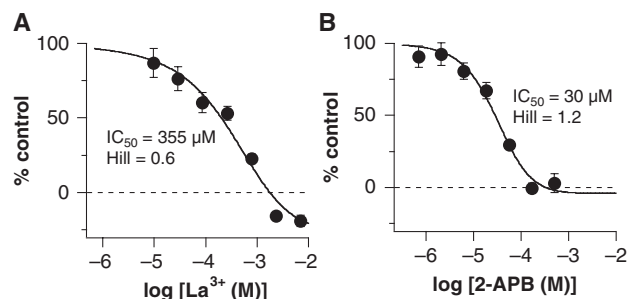 A
% control
100
50
0
IC₅₀ = 355 µM
Hill = 0.6
–6
–5
–4
–3
–2
log [La³⁺ (M)]
B
% control
100
50
0
IC₅₀ = 30 µM
Hill = 1.2
–6
–5
–4
–3
–2
log [2-APB (M)]